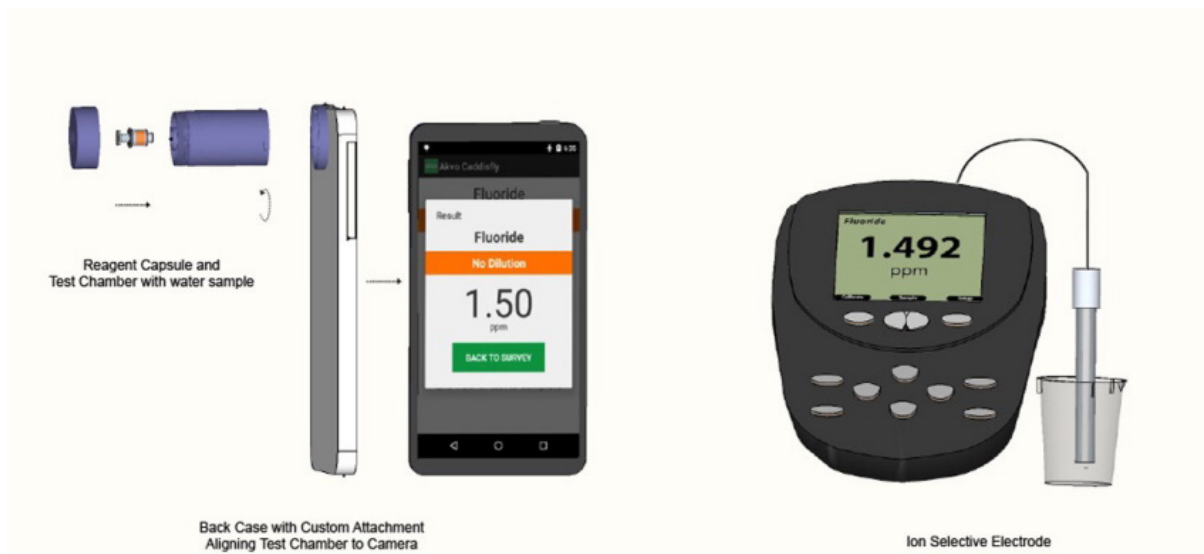 Reagent Capsule and
Test Chamber with water sample
Akvo Caddisfly
Fluoride
Result
Fluoride
No Dilution
1.50
ppm
BACK TO SURVEY
Back Case with Custom Attachment
Aligning Test Chamber to Camera
Fluoride
1.492
ppm
Ion Selective Electrode